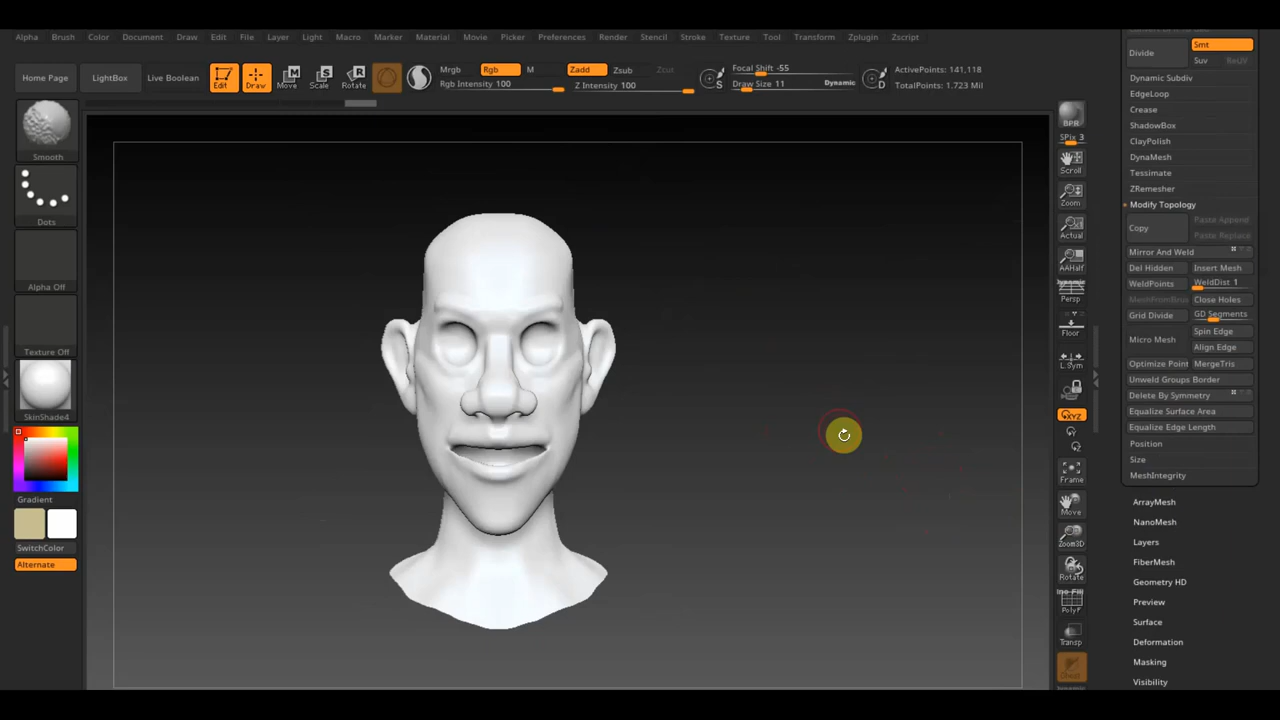 Alpha Brush Color Document Draw Edit File Layer Light Macro Marker Material Movie Picker Preferences Render Stencil Stroke Texture Tool Transform Zplugin Zscript
Home Page LightBox Live Boolean Edit Draw Move Scale Rotate
Mrgb Rgb M Zadd Zsub Zcut
Rgb Intensity 100 Z Intensity 100
Focal Shift -55
Draw Size 11 Dynamic
S D
ActivePoints: 141,118
TotalPoints: 1.723 Mil
Smooth
Dots
Alpha Off
Texture Off
SkinShade4
Gradient
SwitchColor
Alternate
BPR
SPix 3
Scroll
Zoom
Actual
AAHalf
Dynamic
Persp
Floor
L.Sym
XYZ
Frame
Move
Zoom3D
Rotate
PolyF
Transp
Divide
Smt
Suv ReUV
Dynamic Subdiv
EdgeLoop
Crease
ShadowBox
ClayPolish
DynaMesh
Tessimate
ZRemesher
Modify Topology
Copy
Paste Append
Paste Replace
Mirror And Weld
Del Hidden Insert Mesh
WeldPoints WeldDist 1
MeshFromBrus Close Holes
Grid Divide GD Segments
Micro Mesh
Spin Edge
Align Edge
Optimize Point MergeTris
Unweld Groups Border
Delete By Symmetry
Equalize Surface Area
Equalize Edge Length
Position
Size
MeshIntegrity
ArrayMesh
NanoMesh
Layers
FiberMesh
Geometry HD
Preview
Surface
Deformation
Masking
Visibility